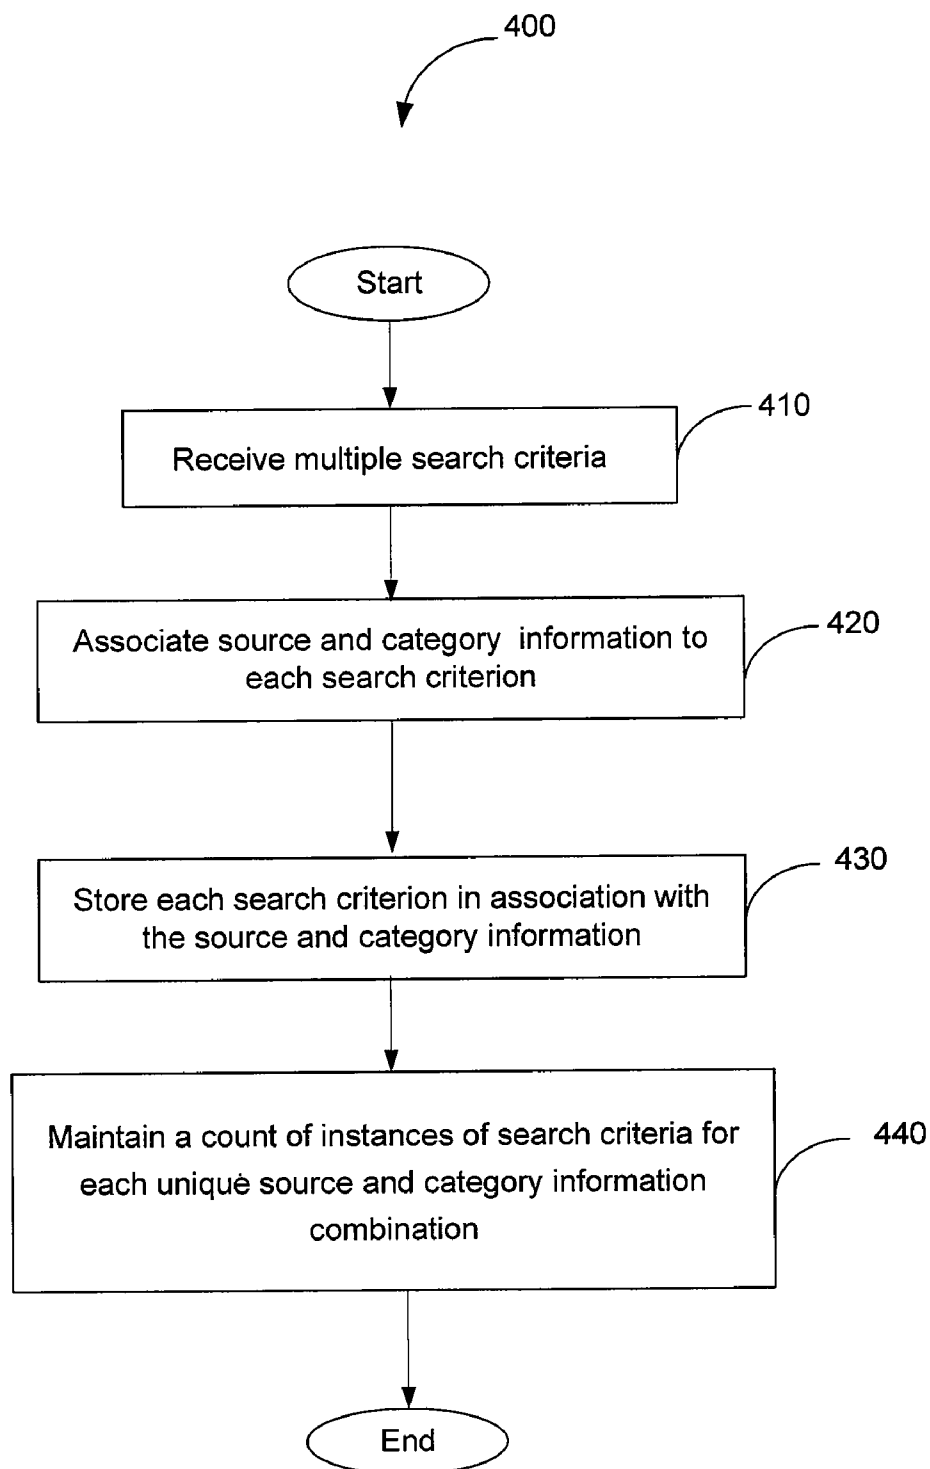 400
Start
410
Receive multiple search criteria
420
Associate source and category information to
each search criterion
430
Store each search criterion in association with
the source and category information
440
Maintain a count of instances of search criteria for
each unique source and category information
combination
End